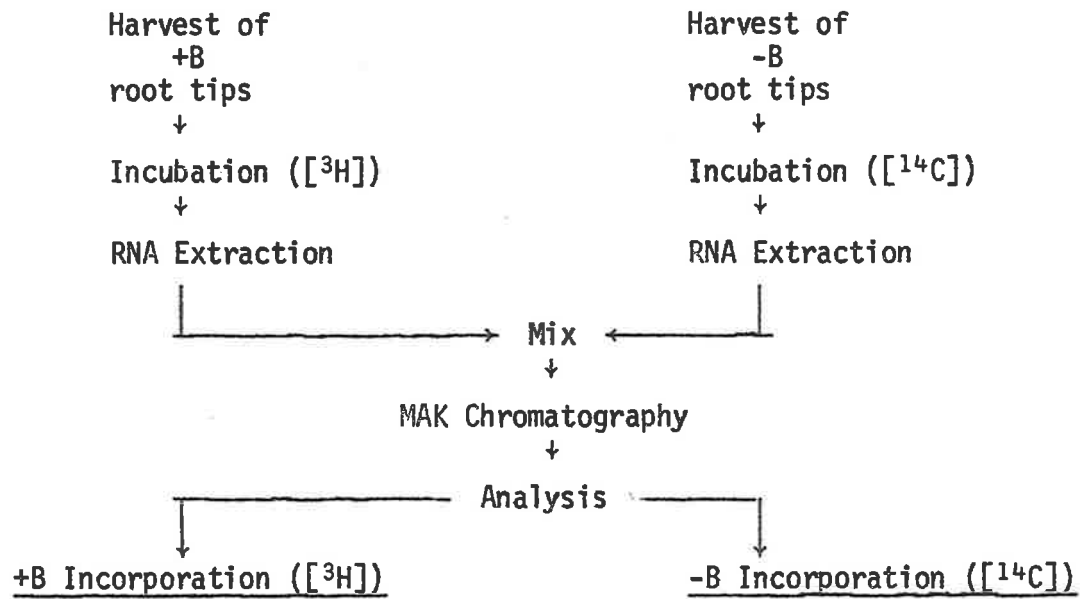 Harvest of
+B
root tips
↓
Incubation ([³H])
↓
RNA Extraction
Harvest of
-B
root tips
↓
Incubation ([¹⁴C])
↓
RNA Extraction
Mix
↓
MAK Chromatography
↓
Analysis
+B Incorporation ([³H])
-B Incorporation ([¹⁴C])